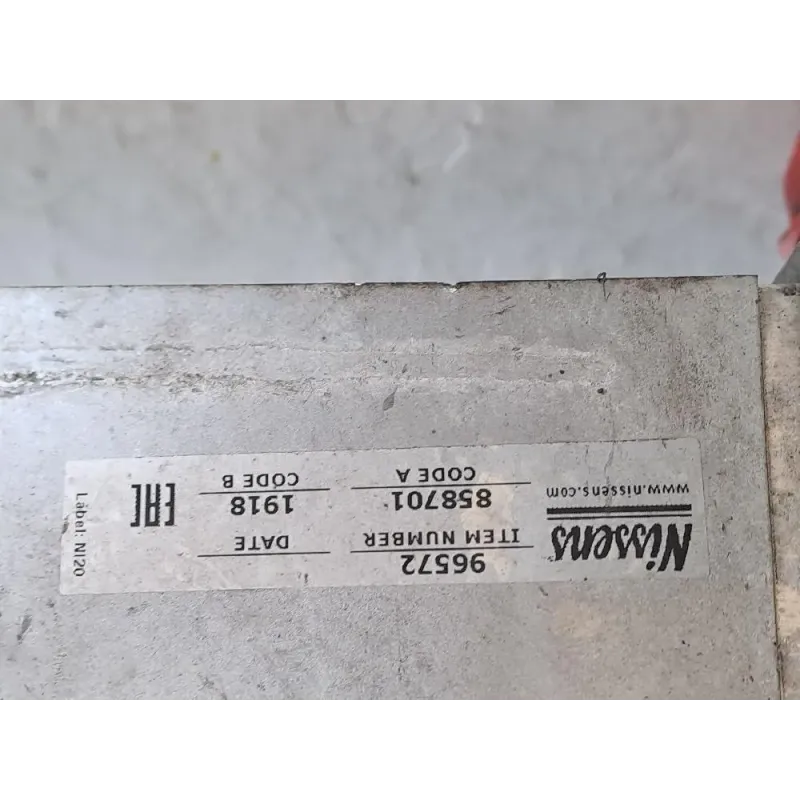 Nissens
www.nissens.com
96572
ITEM NUMBER DATE
858701 1918
CODE A CODE B
EAC
Label: NI20